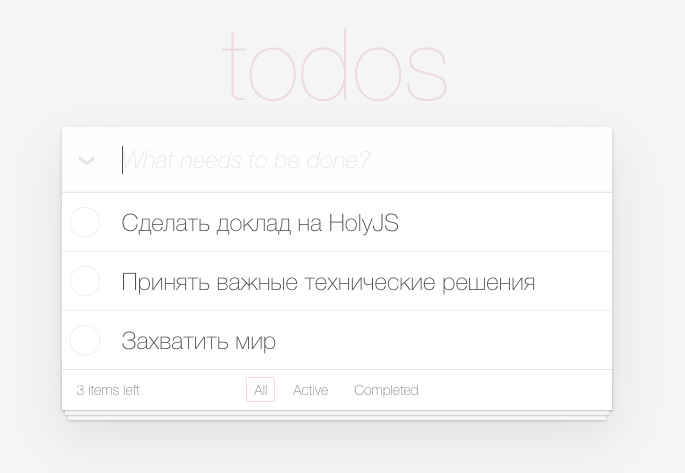 todos
What needs to be done?
Сделать доклад на HolyJS
Принять важные технические решения
Захватить мир
3 items left All Active Completed